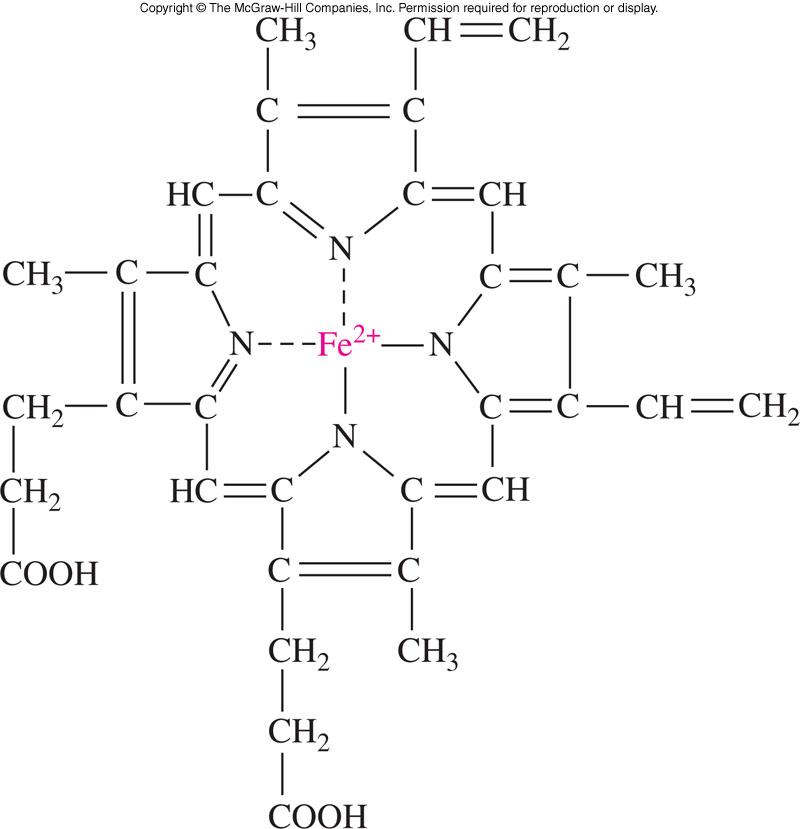 Copyright © The McGraw-Hill Companies, Inc. Permission required for reproduction or display.
CH₃ CH CH₂
C C
HC C C CH
N
CH₃ C C C C CH₃
N Fe²⁺ N
CH₂ C C C C CH CH₂
N
CH₂ HC C C CH
COOH C C
CH₂ CH₃
CH₂
COOH